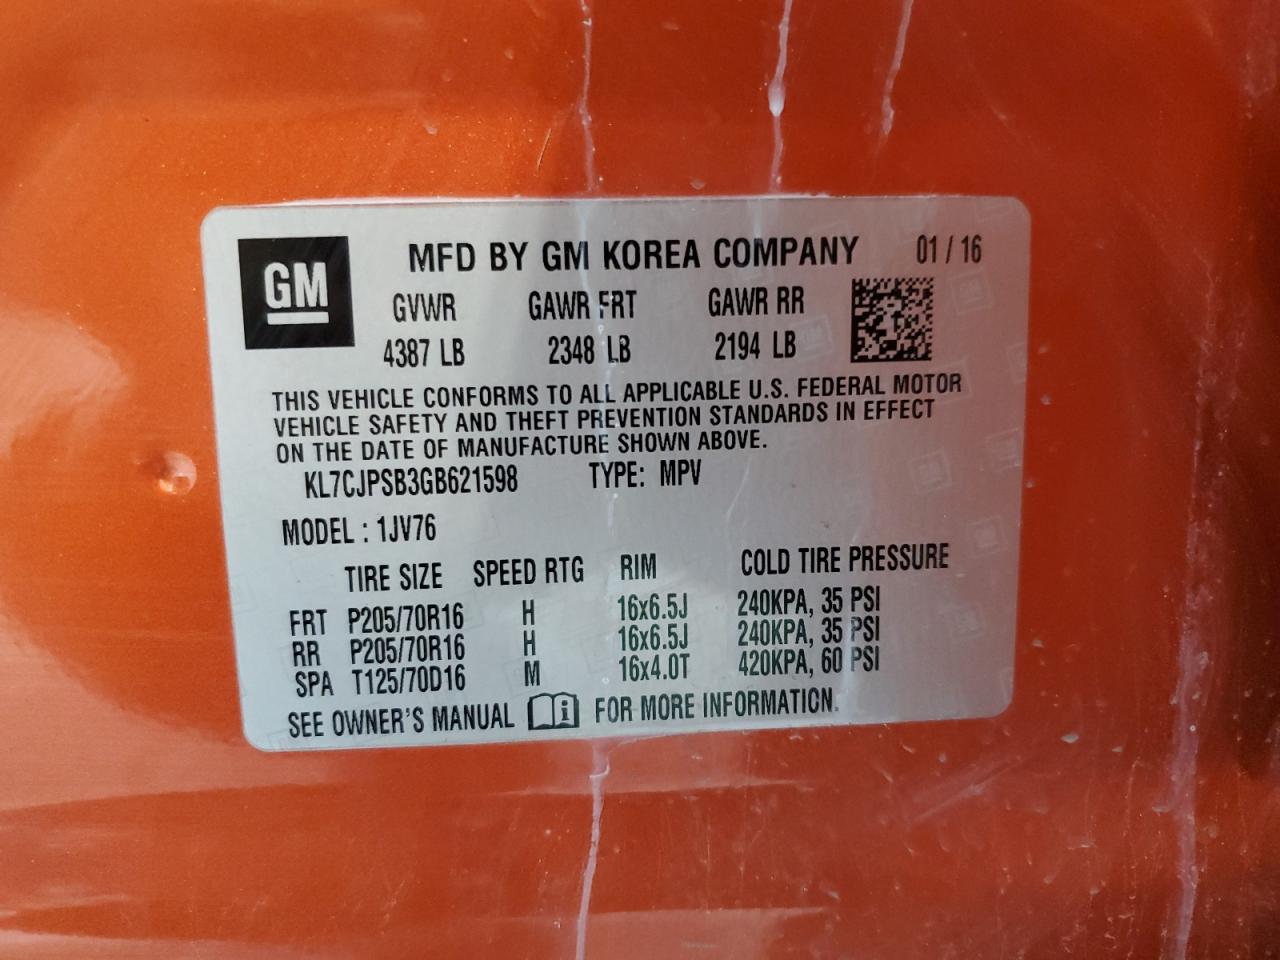 GM
MFD BY GM KOREA COMPANY 01 / 16
GVWR GAWR FRT GAWR RR
4387 LB 2348 LB 2194 LB
THIS VEHICLE CONFORMS TO ALL APPLICABLE U.S. FEDERAL MOTOR
VEHICLE SAFETY AND THEFT PREVENTION STANDARDS IN EFFECT
ON THE DATE OF MANUFACTURE SHOWN ABOVE.
KL7CJPSB3GB621598 TYPE: MPV
MODEL : 1JV76
TIRE SIZE SPEED RTG RIM COLD TIRE PRESSURE
FRT P205/70R16 H 16x6.5J 240KPA, 35 PSI
RR P205/70R16 H 16x6.5J 240KPA, 35 PSI
SPA T125/70D16 M 16x4.0T 420KPA, 60 PSI
SEE OWNER'S MANUAL i FOR MORE INFORMATION.